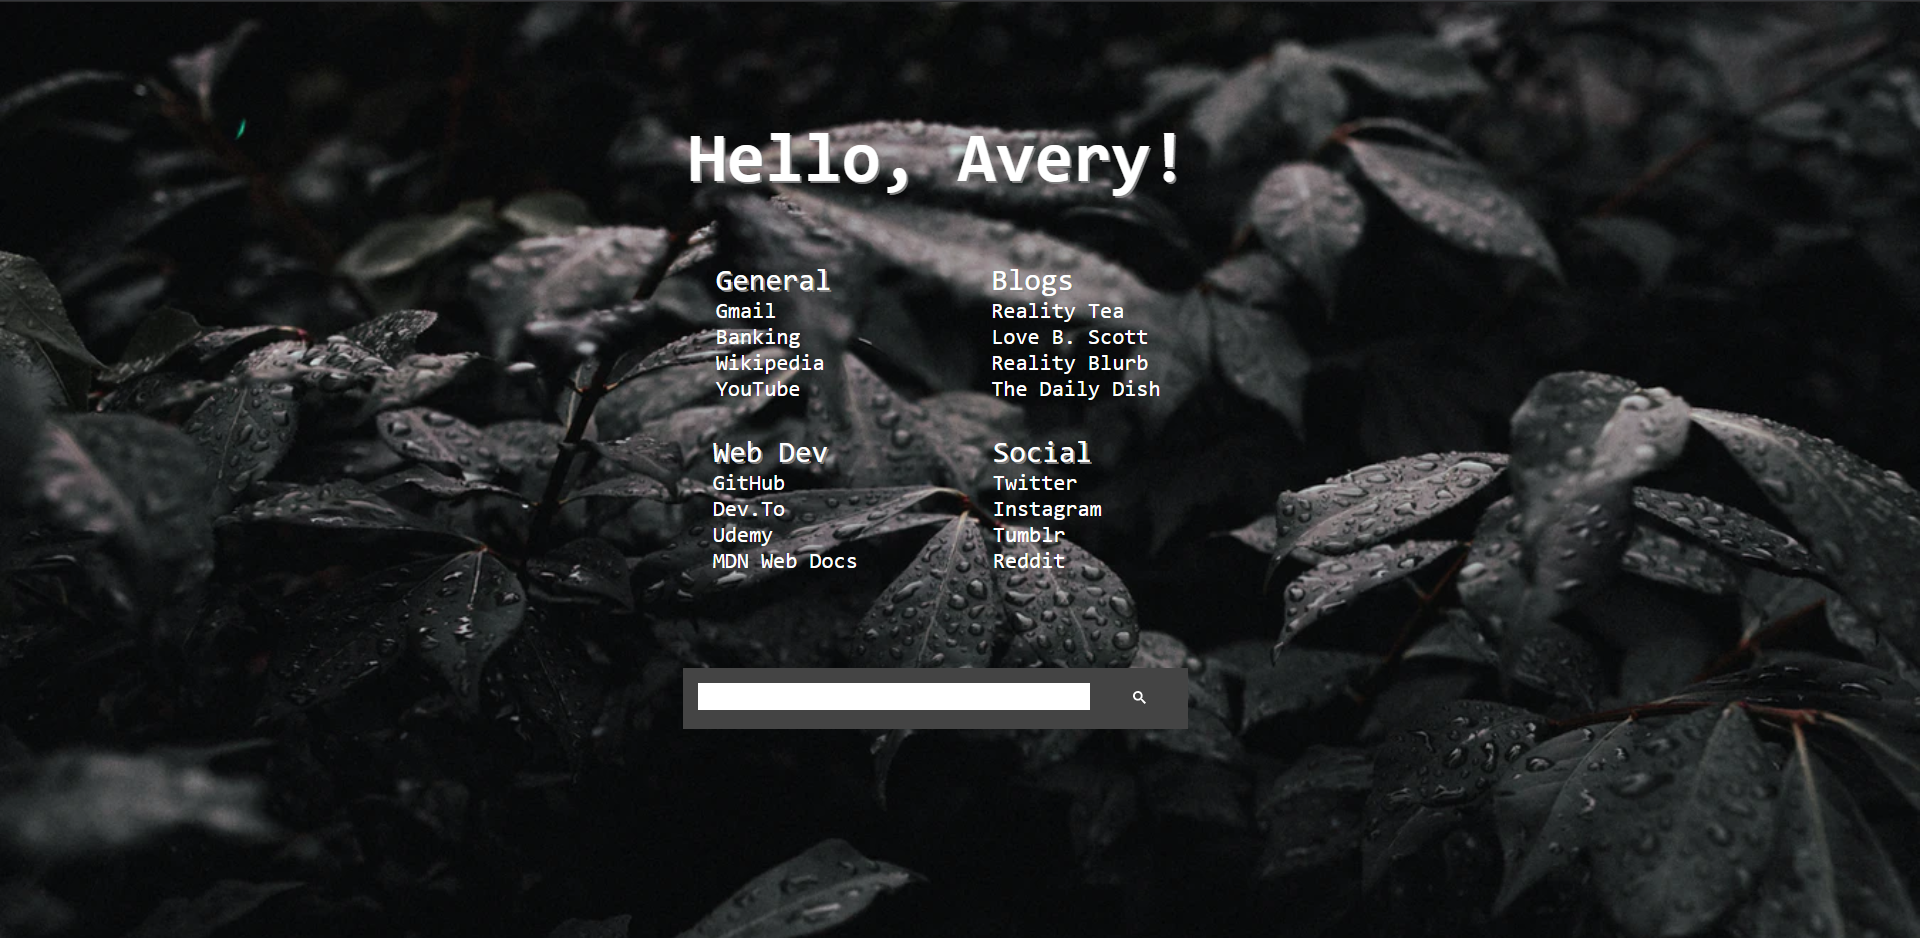 Hello, Avery!
General
Gmail
Banking
Wikipedia
YouTube
Blogs
Reality Tea
Love B. Scott
Reality Blurb
The Daily Dish
Web Dev
GitHub
Dev.To
Udemy
MDN Web Docs
Social
Twitter
Instagram
Tumblr
Reddit